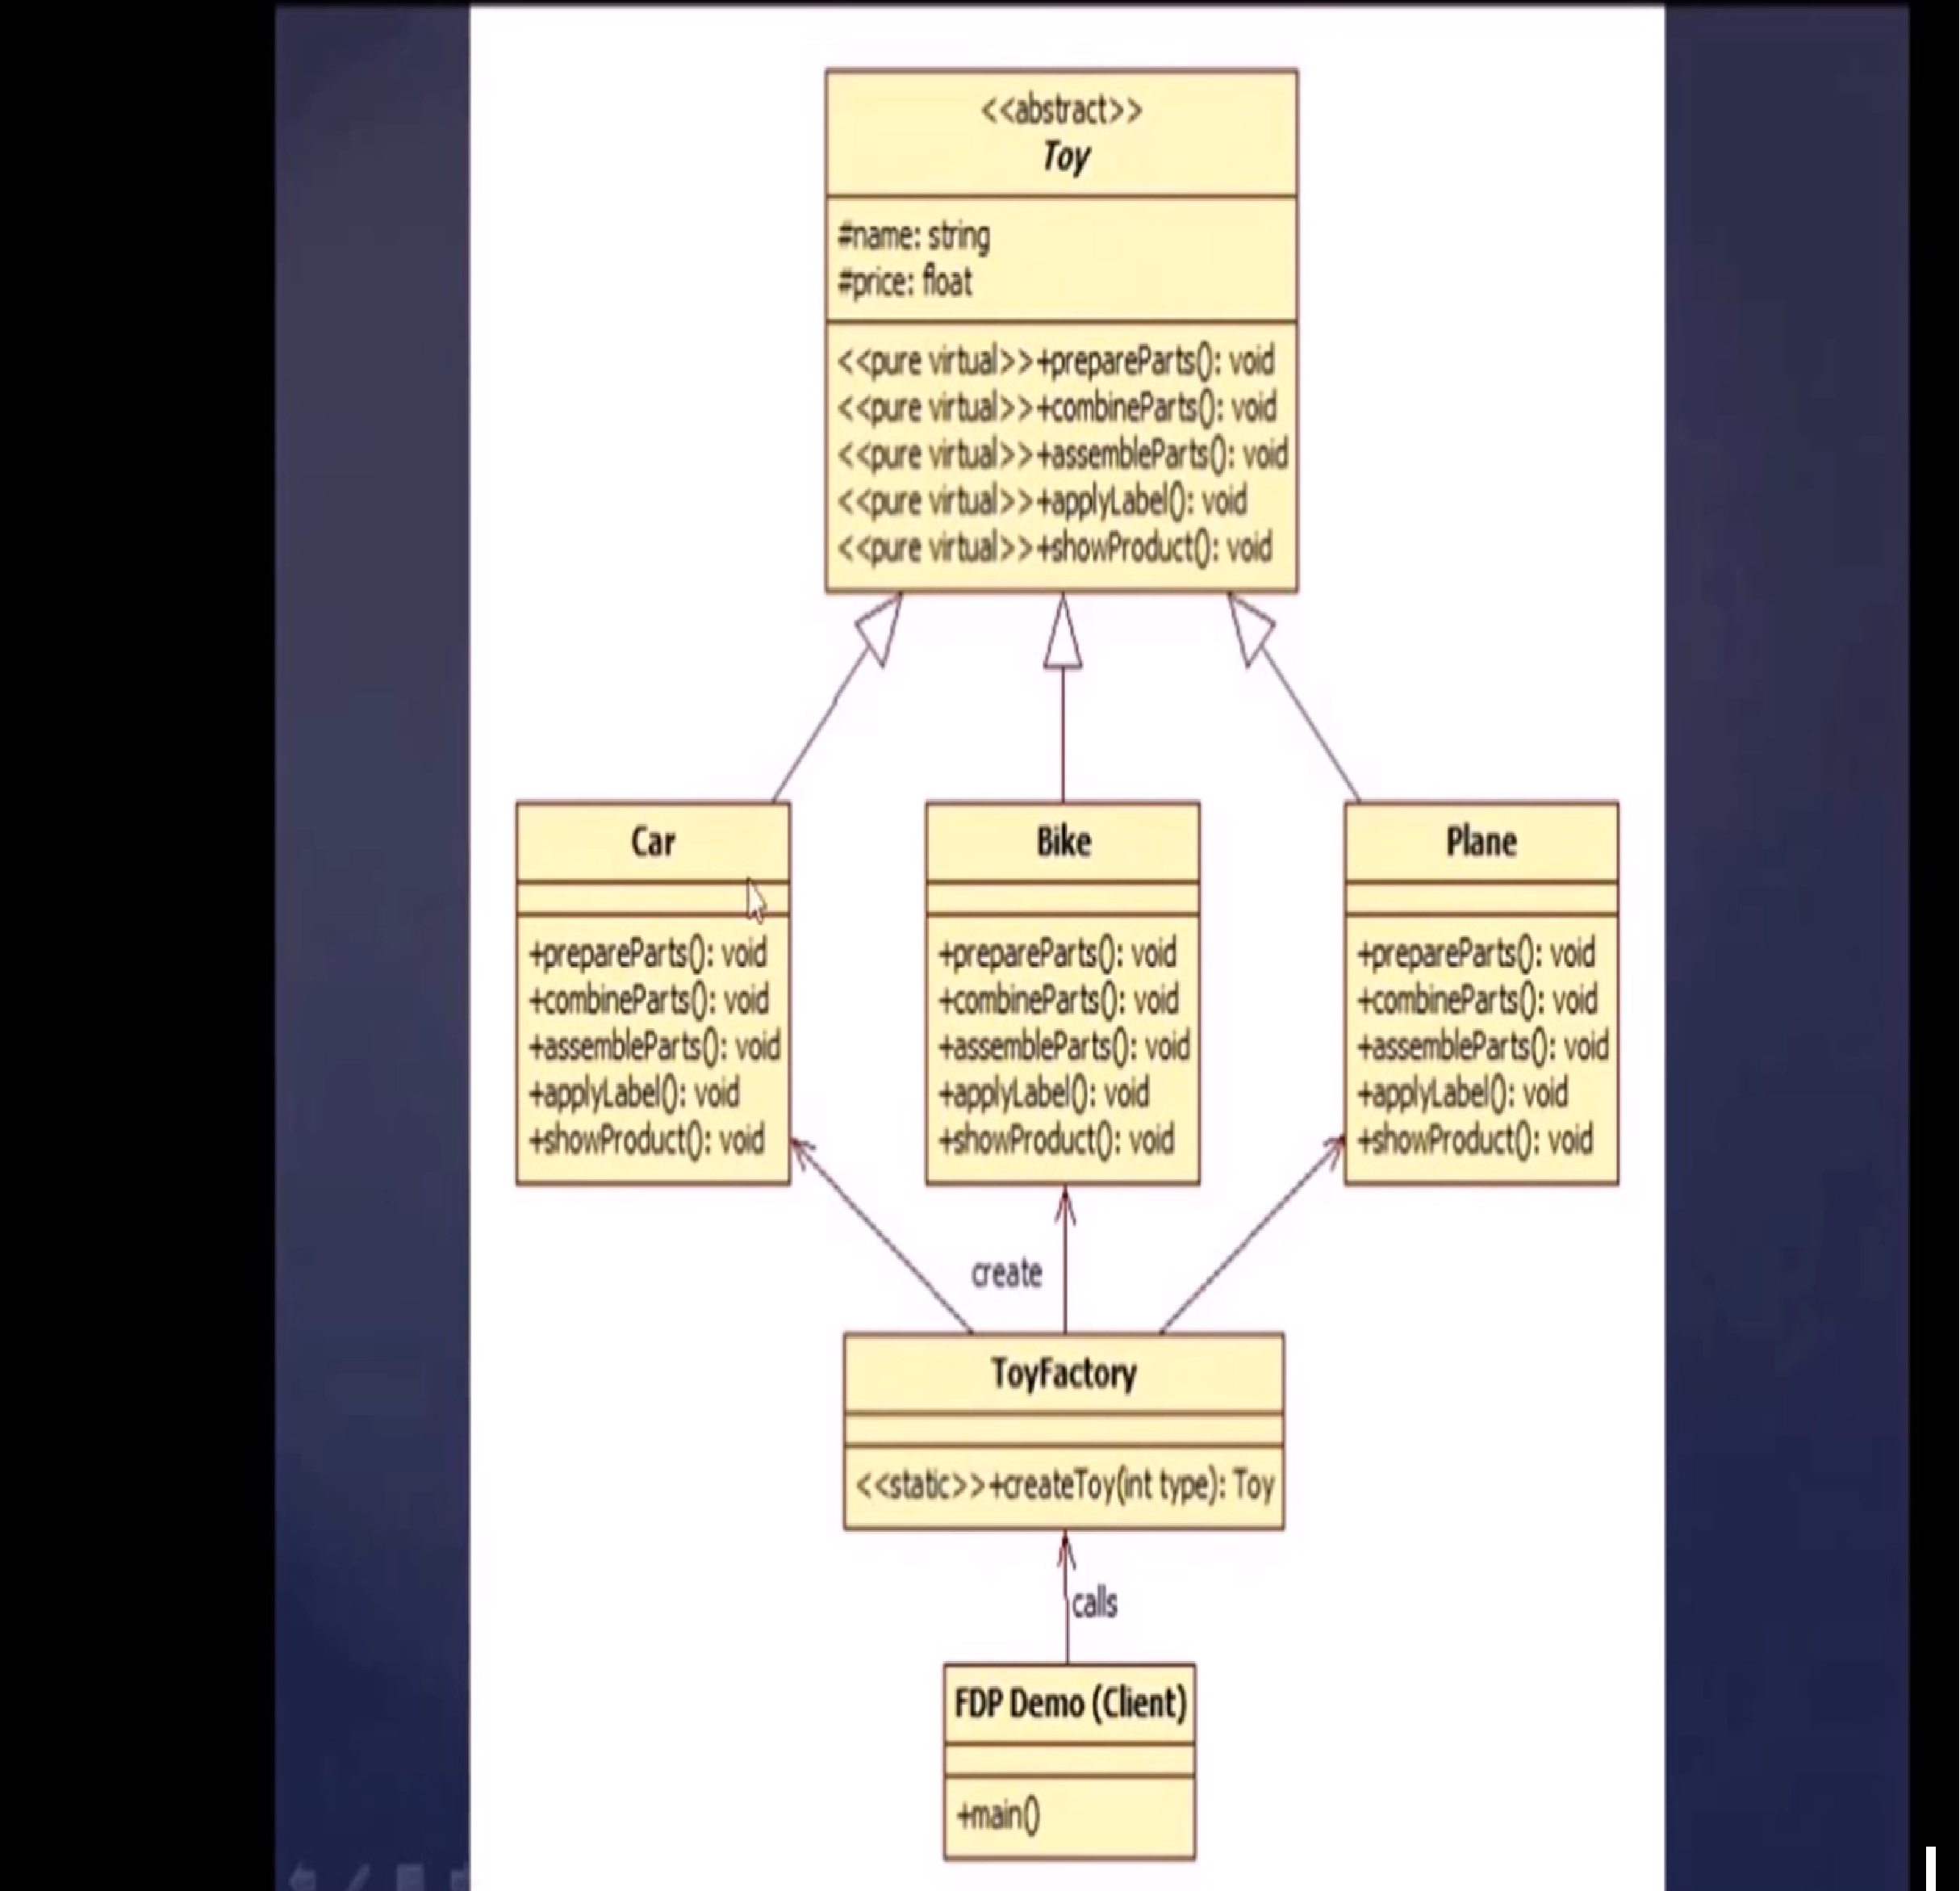 <<abstract>>
Toy
#name: string
#price: float
<<pure virtual>>+prepareParts(): void
<<pure virtual>>+combineParts(): void
<<pure virtual>>+assembleParts(): void
<<pure virtual>>+applyLabel(): void
<<pure virtual>>+showProduct(): void
Car
+prepareParts(): void
+combineParts(): void
+assembleParts(): void
+applyLabel(): void
+showProduct(): void
Bike
+prepareParts(): void
+combineParts(): void
+assembleParts(): void
+applyLabel(): void
+showProduct(): void
Plane
+prepareParts(): void
+combineParts(): void
+assembleParts(): void
+applyLabel(): void
+showProduct(): void
create
ToyFactory
<<static>>+createToy(int type): Toy
calls
FDP Demo (Client)
+main()